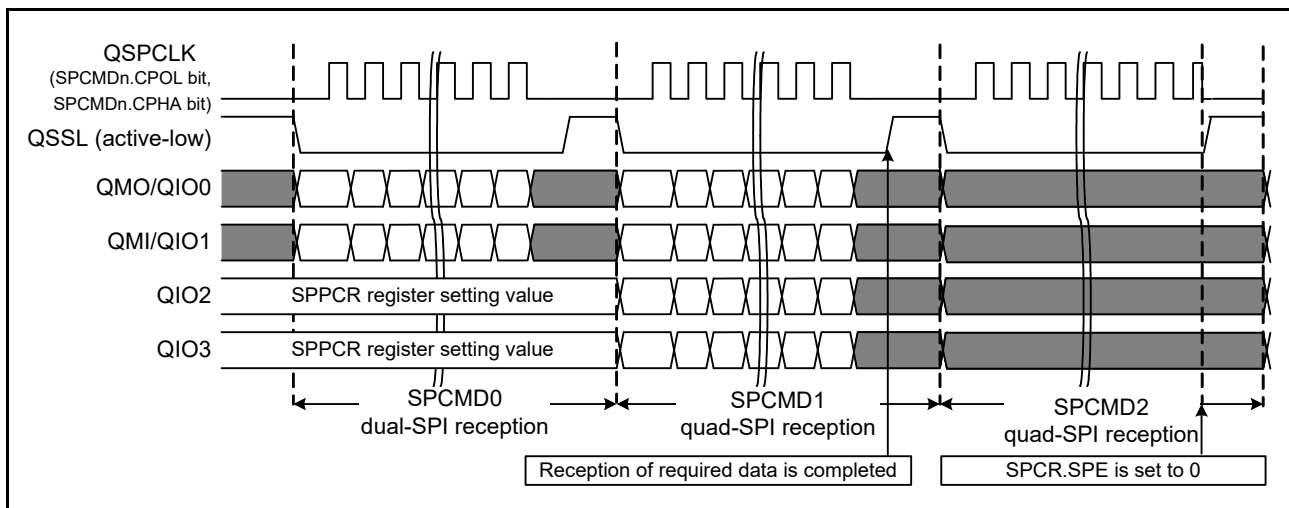 QSPCLK
(SPCMDn.CPOL bit,
SPCMDn.CPHA bit)
QSSL (active-low)
QMO/QIO0
QMI/QIO1
QIO2
SPPCR register setting value
QIO3
SPPCR register setting value
SPCMD0
dual-SPI reception
SPCMD1
quad-SPI reception
SPCMD2
quad-SPI reception
Reception of required data is completed
SPCR.SPE is set to 0